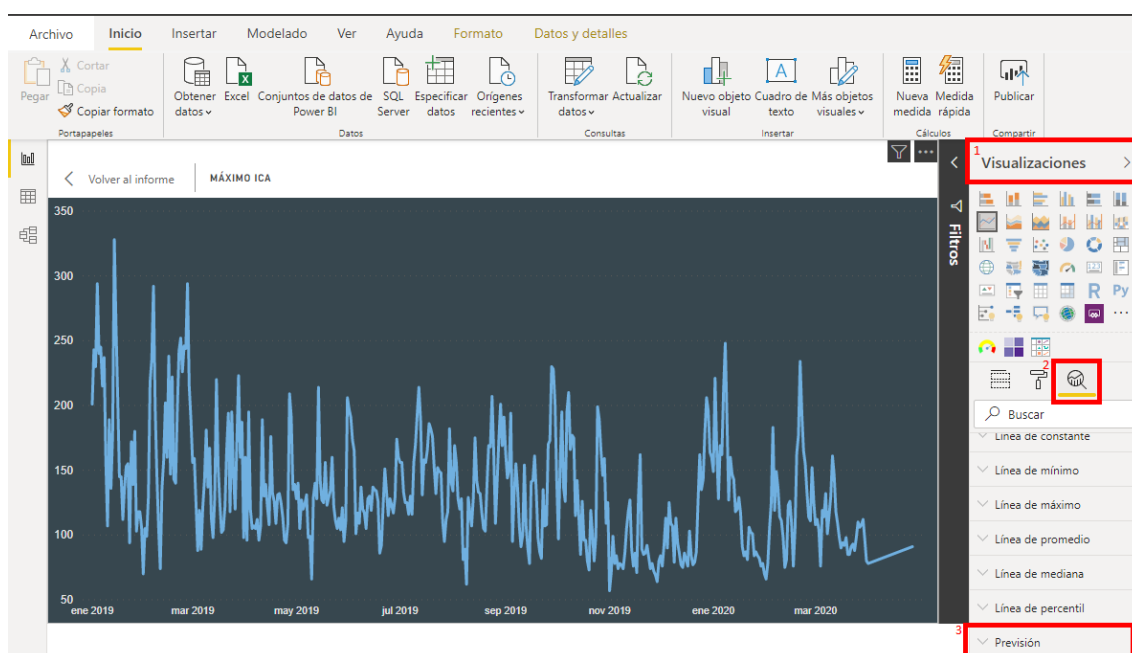 Archivo Inicio Insertar Modelado Ver Ayuda Formato Datos y detalles
Pegar
Cortar
Copia
Copiar formato
Portapapeles
Obtener datos
Excel
Conjuntos de datos de Power BI
SQL Server
Especificar datos
Orígenes recientes
Datos
Transformar datos
Actualizar
Consultas
Nuevo objeto visual
Cuadro de texto
Más objetos visuales
Insertar
Nueva medida
Medida rápida
Cálculos
Publicar
Compartir
Volver al informe MÁXIMO ICA
350
300
250
200
150
100
50
ene 2019 mar 2019 may 2019 jul 2019 sep 2019 nov 2019 ene 2020 mar 2020
Filtros
1
Visualizaciones
R Py
2
Buscar
Línea de constante
Línea de mínimo
Línea de máximo
Línea de promedio
Línea de mediana
Línea de percentil
3
Previsión